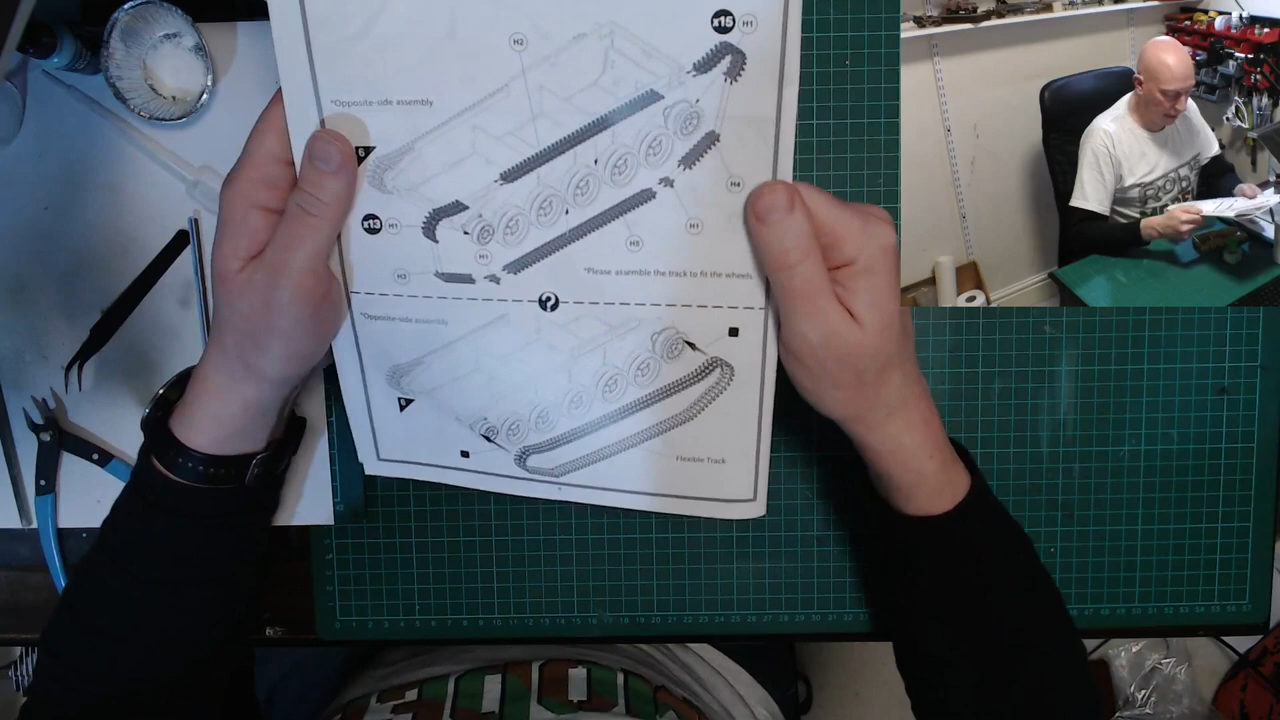 x15 H1
H2
*Opposite-side assembly
6
H4
x13 H1
H1
H1
H5
H3
*Please assemble the track to fit the wheels
?
*Opposite-side assembly
6
Flexible Track